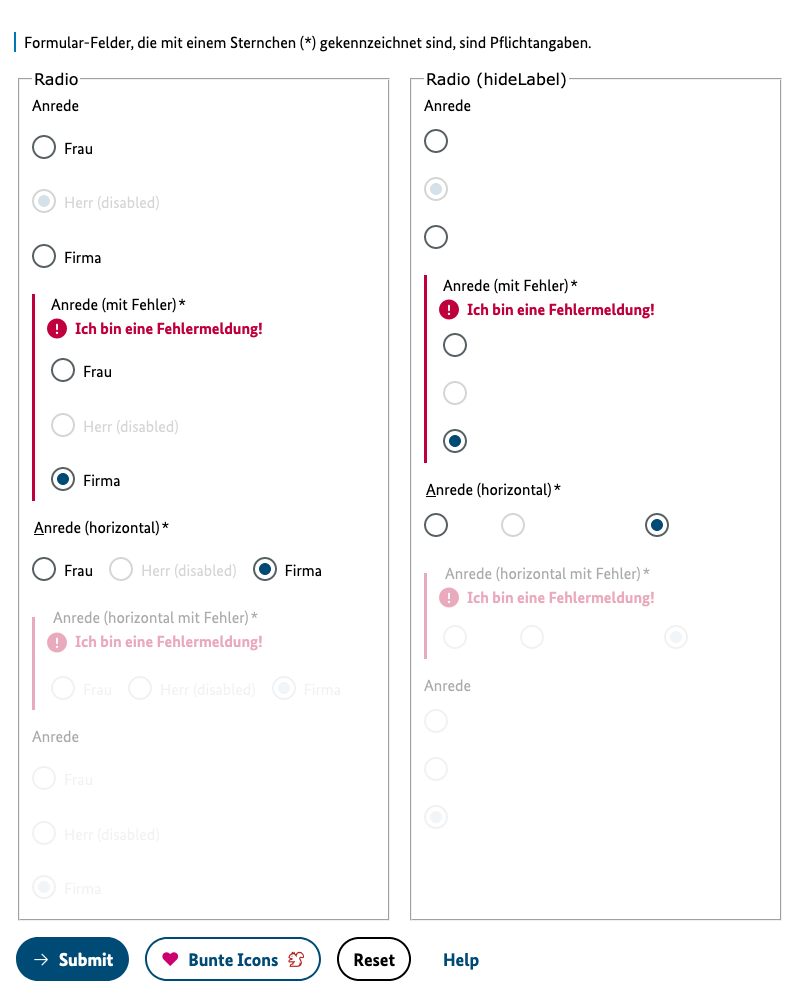 Formular-Felder, die mit einem Sternchen (*) gekennzeichnet sind, sind Pflichtangaben.
Radio
Anrede
Frau
Herr (disabled)
Firma
Anrede (mit Fehler)*
Ich bin eine Fehlermeldung!
Frau
Herr (disabled)
Firma
Anrede (horizontal)*
Frau Herr (disabled) Firma
Anrede (horizontal mit Fehler)*
Ich bin eine Fehlermeldung!
Frau Herr (disabled) Firma
Anrede
Frau
Herr (disabled)
Firma
Radio (hideLabel)
Anrede
Anrede (mit Fehler)*
Ich bin eine Fehlermeldung!
Anrede (horizontal)*
Anrede (horizontal mit Fehler)*
Ich bin eine Fehlermeldung!
Anrede
Submit Bunte Icons Reset Help